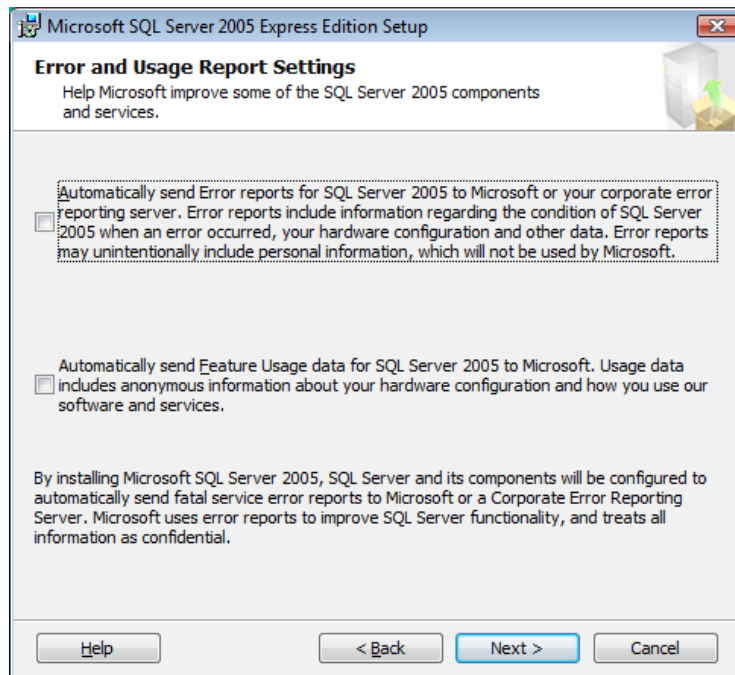 Microsoft SQL Server 2005 Express Edition Setup
Error and Usage Report Settings
Help Microsoft improve some of the SQL Server 2005 components
and services.
Automatically send Error reports for SQL Server 2005 to Microsoft or your corporate error
reporting server. Error reports include information regarding the condition of SQL Server
2005 when an error occurred, your hardware configuration and other data. Error reports
may unintentionally include personal information, which will not be used by Microsoft.
Automatically send Feature Usage data for SQL Server 2005 to Microsoft. Usage data
includes anonymous information about your hardware configuration and how you use our
software and services.
By installing Microsoft SQL Server 2005, SQL Server and its components will be configured to
automatically send fatal service error reports to Microsoft or a Corporate Error Reporting
Server. Microsoft uses error reports to improve SQL Server functionality, and treats all
information as confidential.
Help
< Back
Next >
Cancel